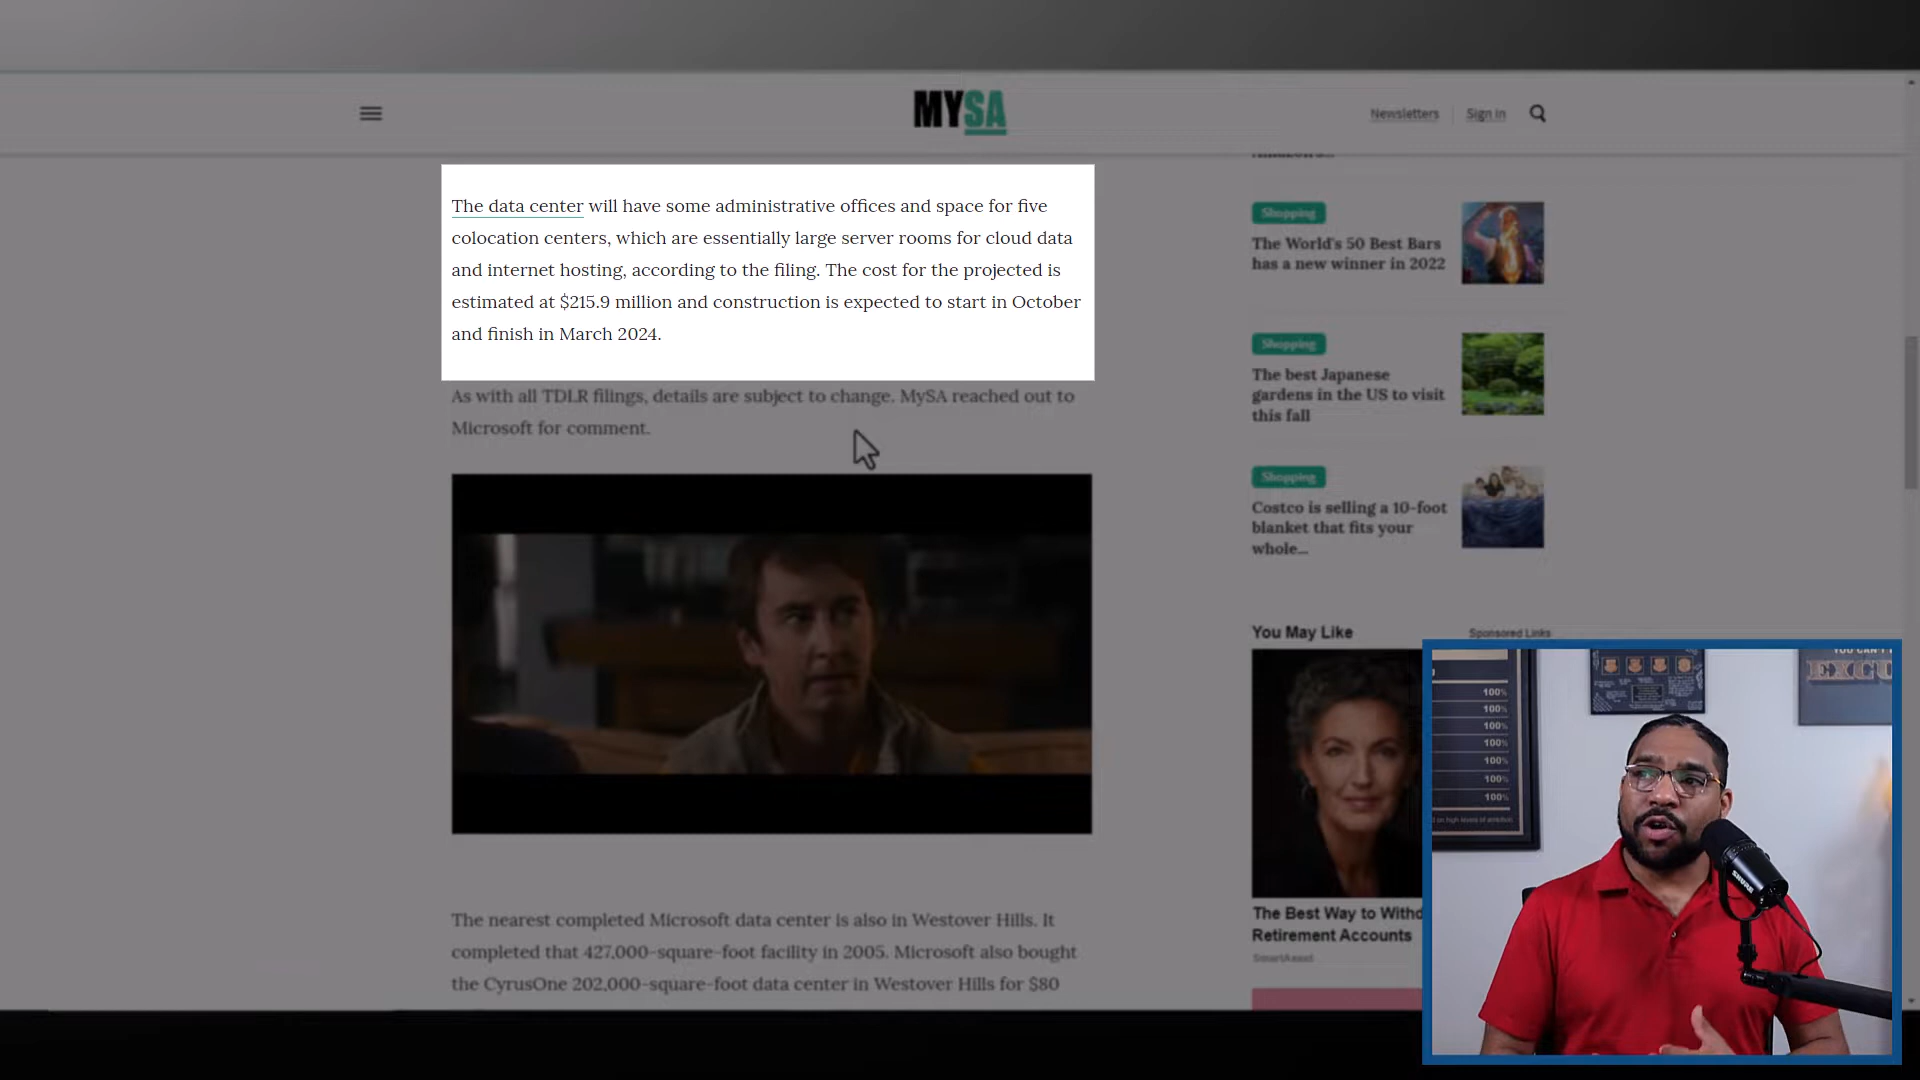 MYSA
Newsletters
Sign In
The data center will have some administrative offices and space for five
colocation centers, which are essentially large server rooms for cloud data
and internet hosting, according to the filing. The cost for the projected is
estimated at $215.9 million and construction is expected to start in October
and finish in March 2024.
As with all TDLR filings, details are subject to change. MySA reached out to
Microsoft for comment.
The nearest completed Microsoft data center is also in Westover Hills. It
completed that 427,000-square-foot facility in 2005. Microsoft also bought
the CyrusOne 202,000-square-foot data center in Westover Hills for $80
Shopping
The World's 50 Best Bars
has a new winner in 2022
Shopping
The best Japanese
gardens in the US to visit
this fall
Shopping
Costco is selling a 10-foot
blanket that fits your
whole...
You May Like
Sponsored Links
The Best Way to Withd
Retirement Accounts
SmartAsset
100%
100%
100%
100%
100%
100%
100%
YOU CAN'T
EXCU
SHURE